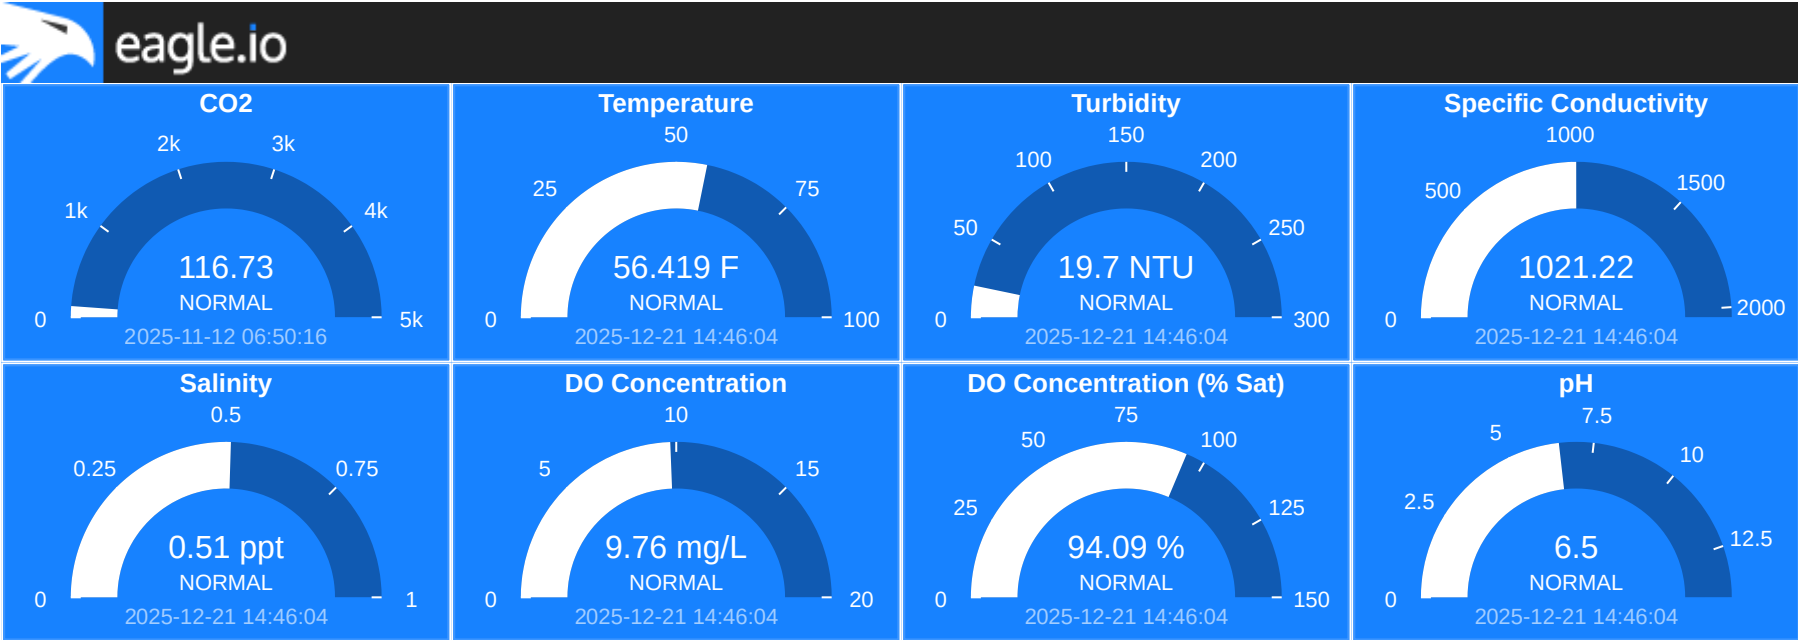 eagle.io
CO2
0
1k
2k
3k
4k
5k
116.73
NORMAL
2025-11-12 06:50:16
Temperature
0
25
50
75
100
56.419 F
NORMAL
2025-12-21 14:46:04
Turbidity
0
50
100
150
200
250
300
19.7 NTU
NORMAL
2025-12-21 14:46:04
Specific Conductivity
0
500
1000
1500
2000
1021.22
NORMAL
2025-12-21 14:46:04
Salinity
0
0.25
0.5
0.75
1
0.51 ppt
NORMAL
2025-12-21 14:46:04
DO Concentration
0
5
10
15
20
9.76 mg/L
NORMAL
2025-12-21 14:46:04
DO Concentration (% Sat)
0
25
50
75
100
125
150
94.09 %
NORMAL
2025-12-21 14:46:04
pH
0
2.5
5
7.5
10
12.5
6.5
NORMAL
2025-12-21 14:46:04